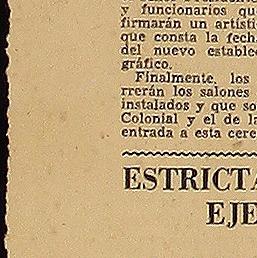 y funcionarios qu
firmarán un artísti
que consta la fech
del nuevo estable
gráfico.
Finalmente, los
rrerán los salones
instalados y que so
Colonial y el de la
entrada a esta cere
ESTRICTA
EJE